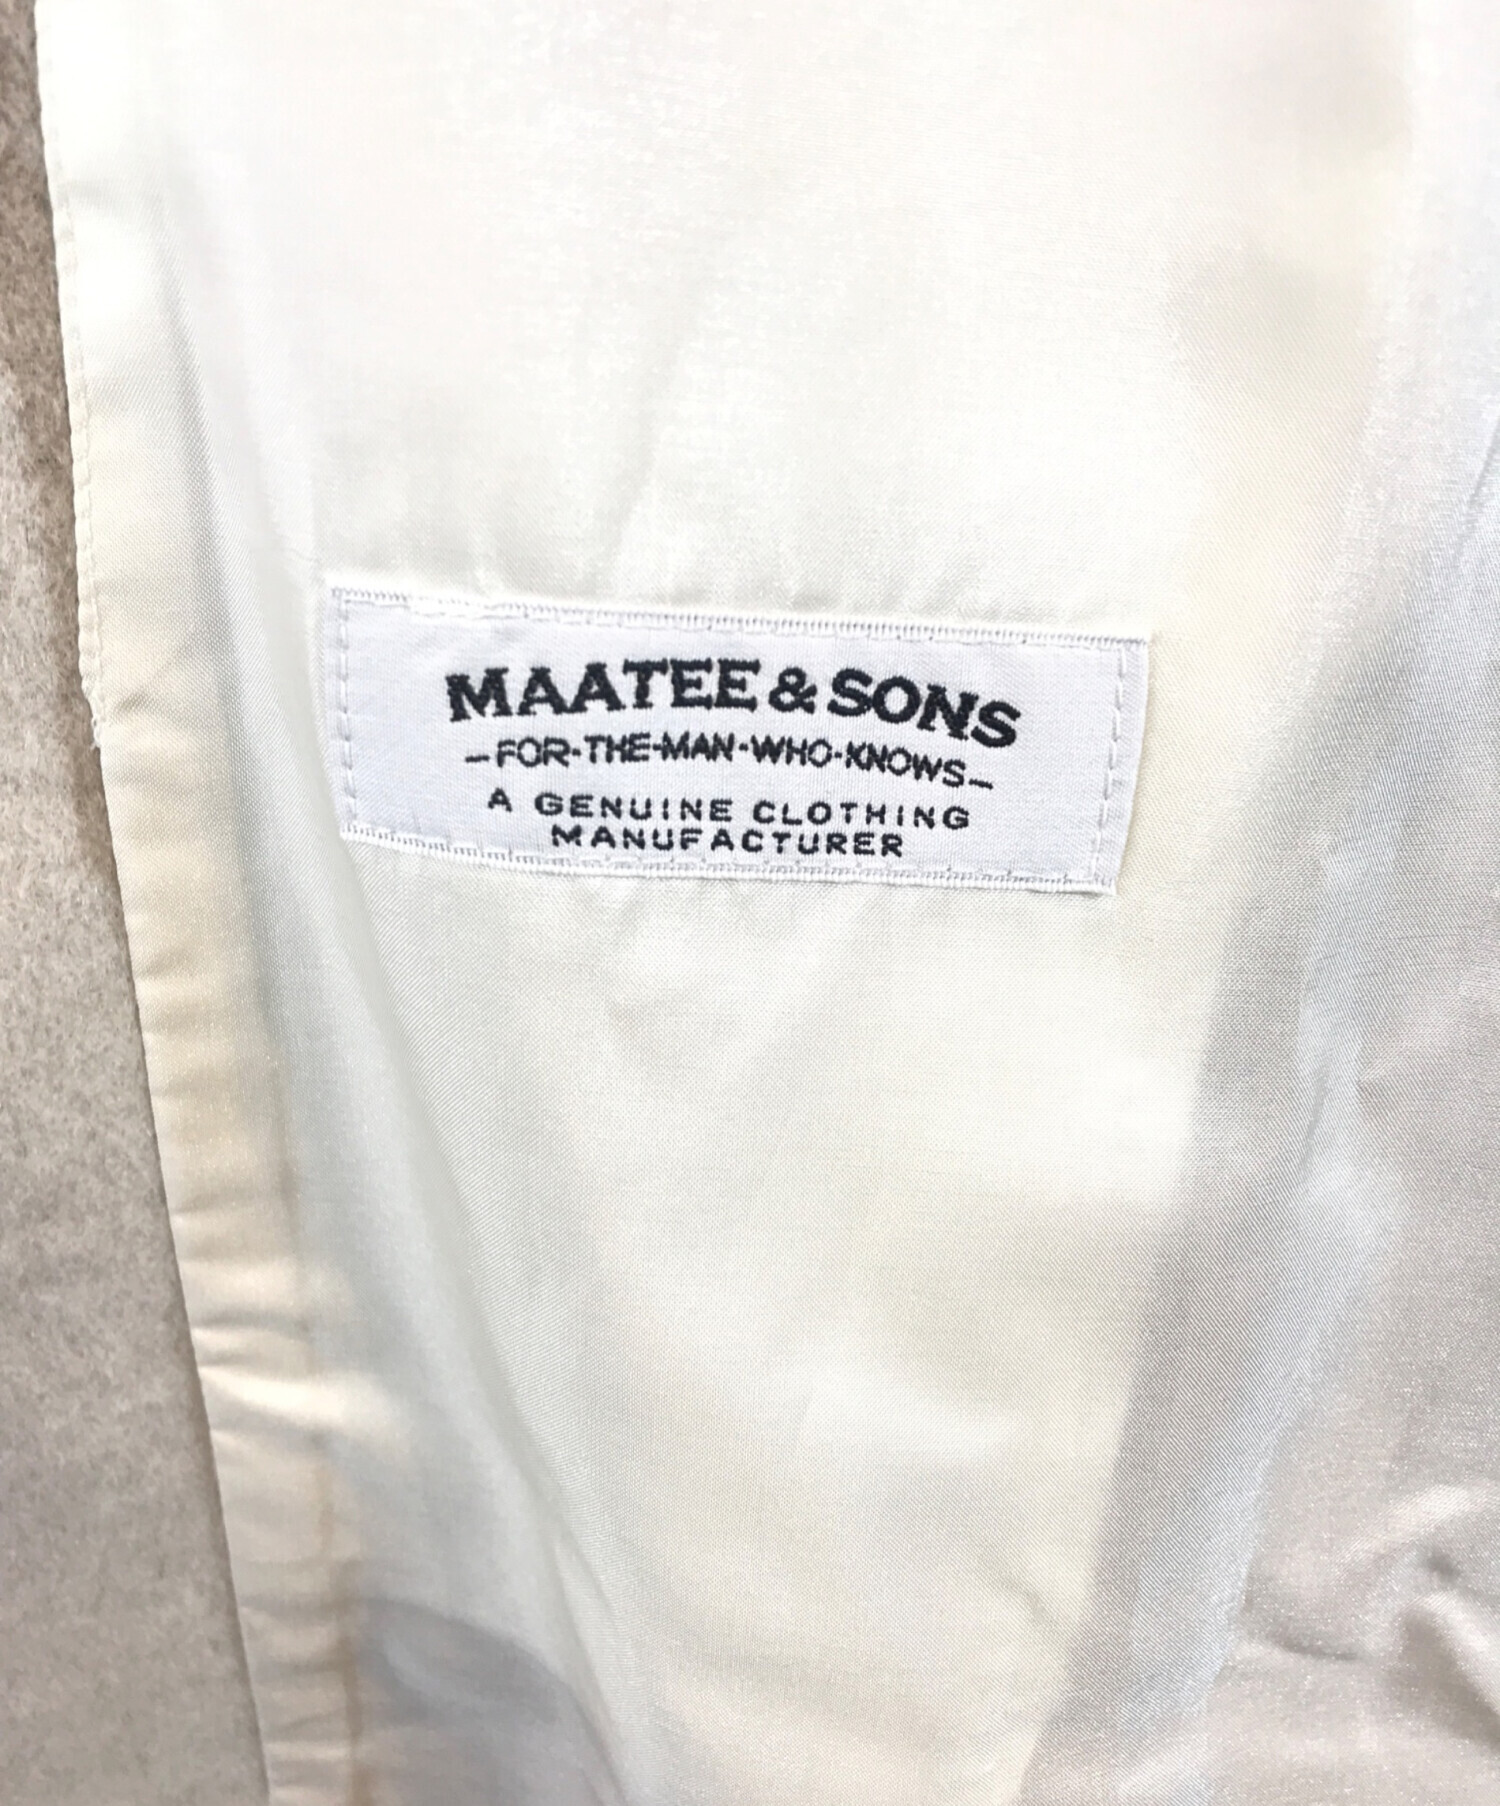 MAATEE & SONS
-FOR-THE-MAN-WHO-KNOWS-
A GENUINE CLOTHING
MANUFACTURER